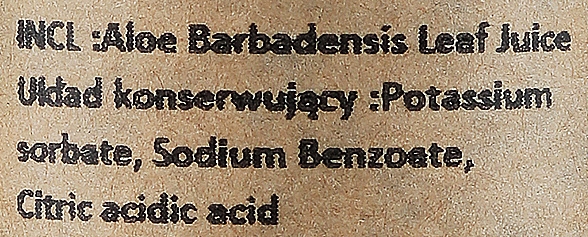 INCL :Aloe Barbadensis Leaf Juice
Układ konserwujący :Potassium
sorbate, Sodium Benzoate,
Citric acidic acid